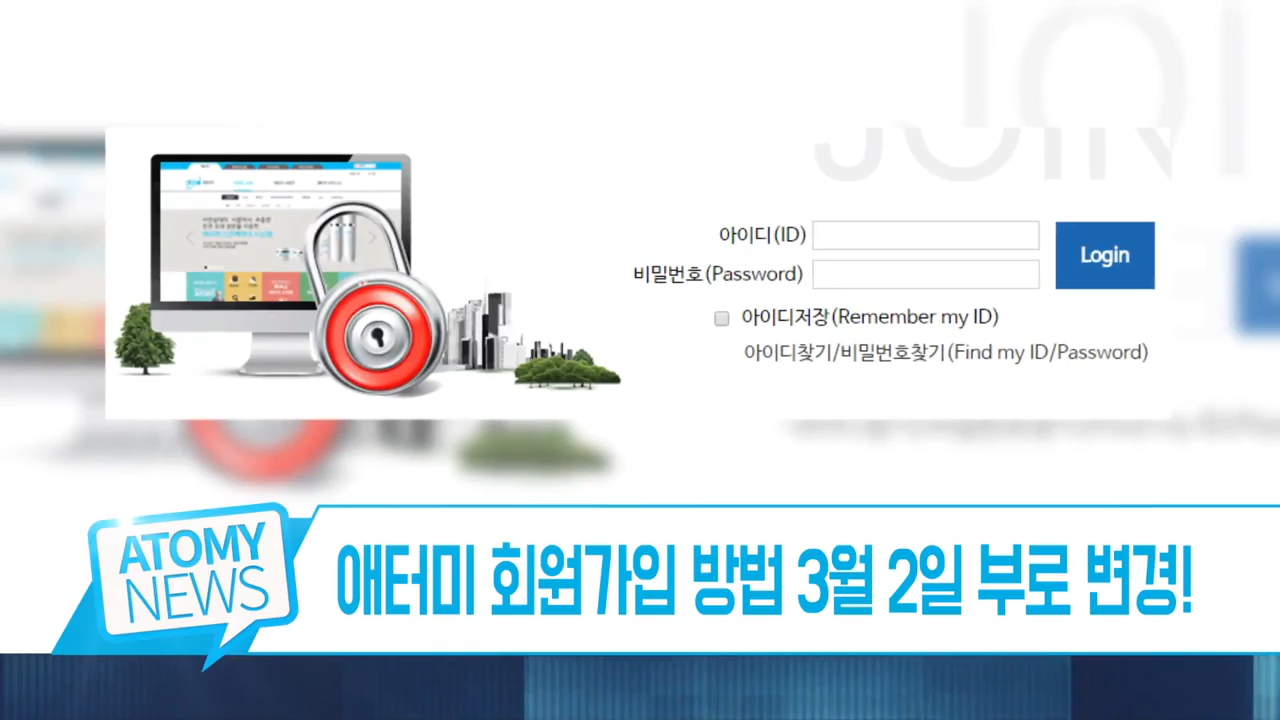 JOIN
아이디(ID)
비밀번호(Password)
Login
아이디저장(Remember my ID)
아이디찾기/비밀번호찾기(Find my ID/Password)
ATOMY
NEWS
애터미 회원가입 방법 3월 2일 부로 변경!